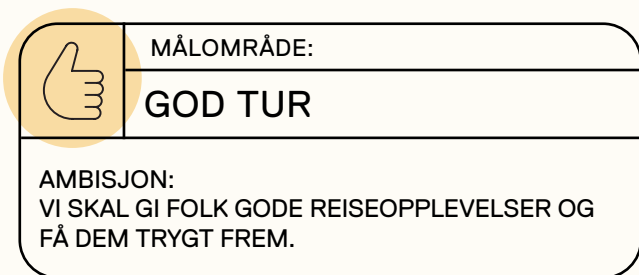 MÅLOMRÅDE:
GOD TUR
AMBISJON:
VI SKAL GI FOLK GODE REISEOPPLEVELSER OG
FÅ DEM TRYGT FREM.